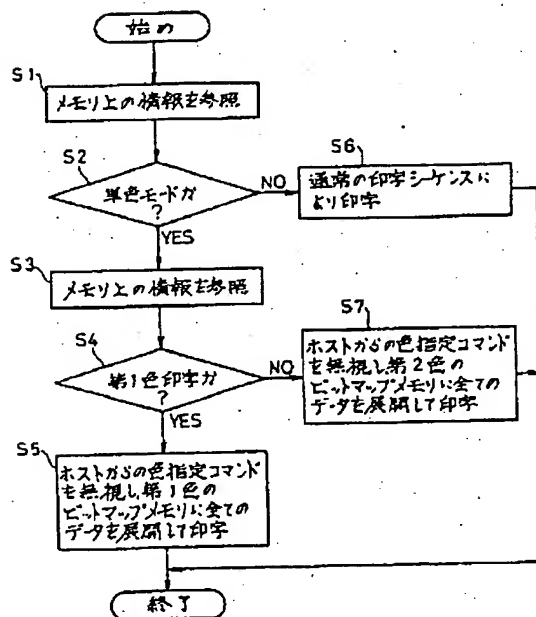 始め
S1
メモリ上の情報を参照
S2
単色モードか
?
NO
YES
S6
通常の印字シーケンスに
より印字
S3
メモリ上の情報を参照
S4
第1色印字か
?
NO
YES
S7
ホストからの色指定コマンド
を無視し第2色の
ビットマップメモリに全ての
データを展開して印字
S5
ホストからの色指定コマンド
を無視し第1色の
ビットマップメモリに全ての
データを展開して印字
終了